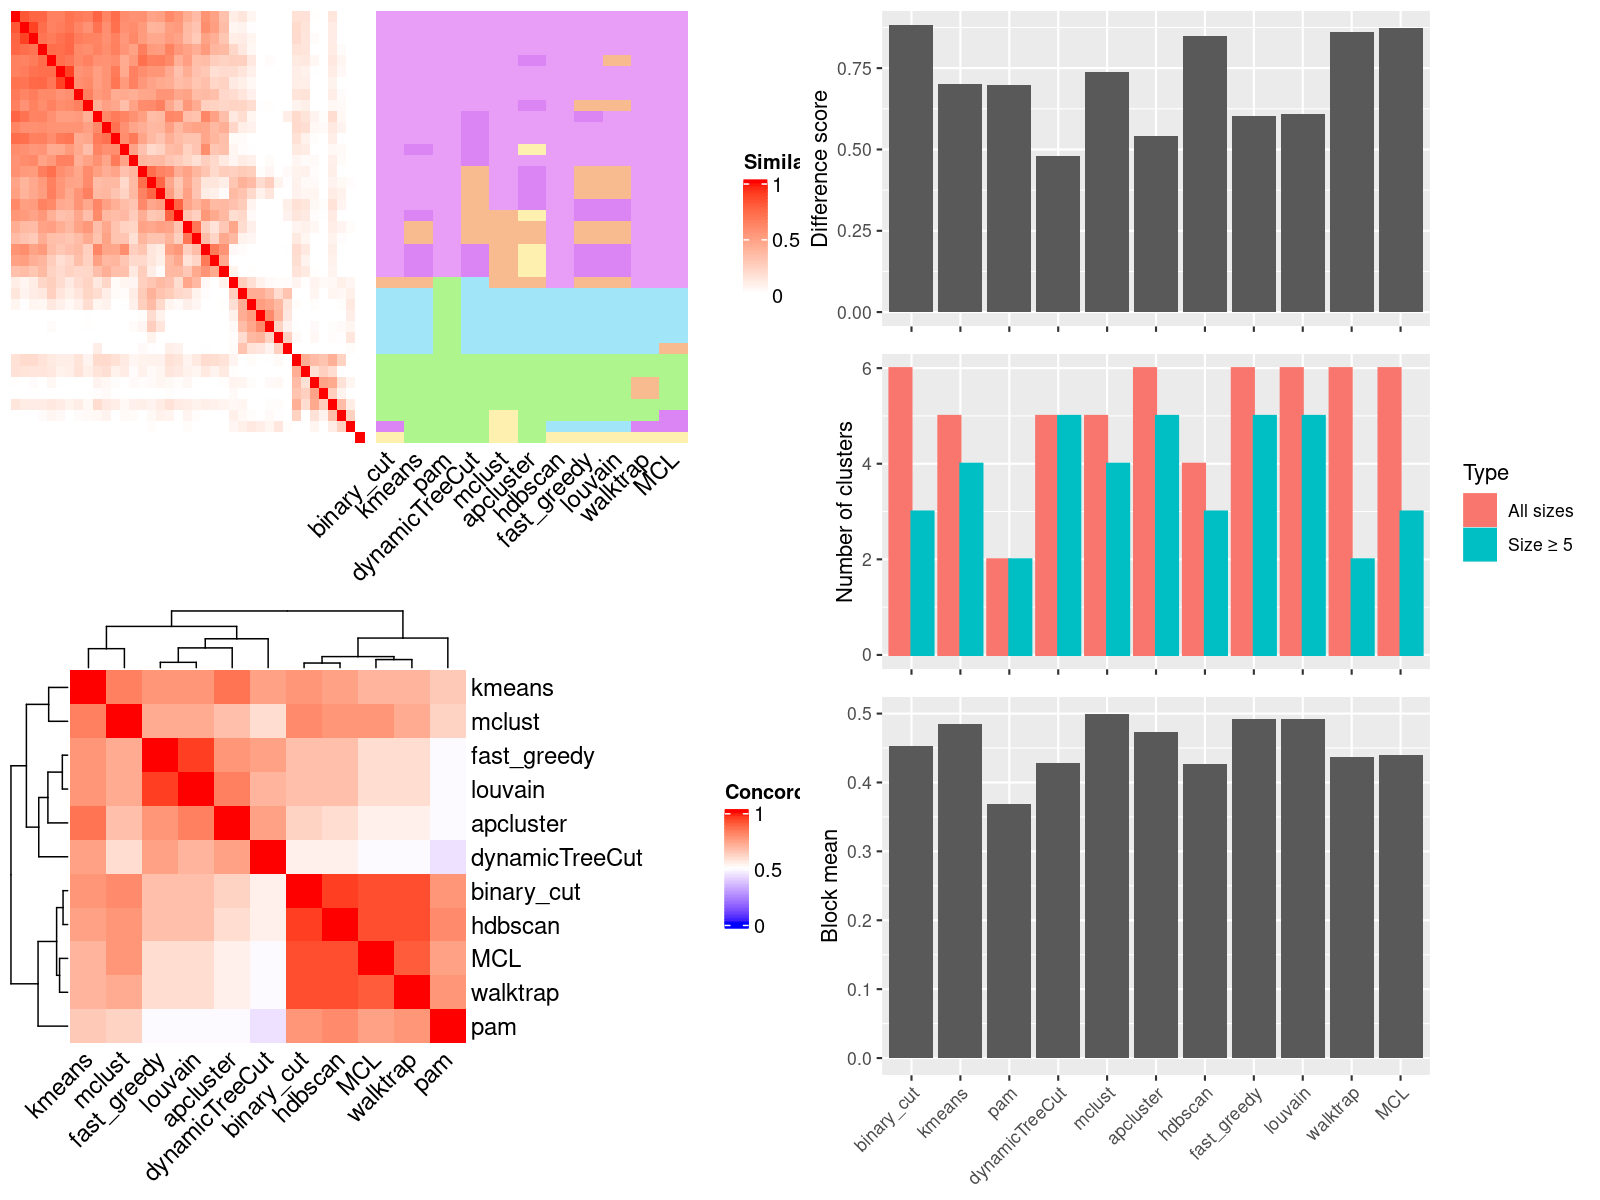 Simila
1
0.5
0
binary_cut
kmeans
pam
dynamicTreeCut
mclust
apcluster
hdbscan
fast_greedy
louvain
walktrap
MCL
Difference score
0.75
0.50
0.25
0.00
Number of clusters
6
4
2
0
Type
All sizes
Size ≥ 5
kmeans
mclust
fast_greedy
louvain
apcluster
dynamicTreeCut
binary_cut
hdbscan
MCL
walktrap
pam
kmeans
mclust
fast_greedy
louvain
apcluster
dynamicTreeCut
binary_cut
hdbscan
MCL
walktrap
pam
Concord
1
0.5
0
Block mean
0.5
0.4
0.3
0.2
0.1
0.0
binary_cut
kmeans
pam
dynamicTreeCut
mclust
apcluster
hdbscan
fast_greedy
louvain
walktrap
MCL